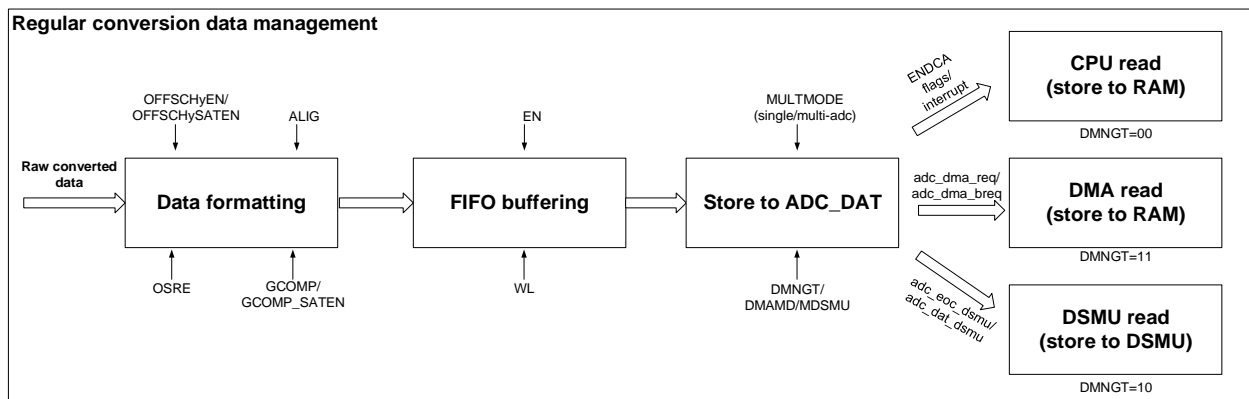 Regular conversion data management
OFFSCHyEN/
OFFSCHySATEN
ALIG
EN
MULTMODE
(single/multi-adc)
ENDCA
flags/
interrupt
CPU read
(store to RAM)
DMNGT=00
Raw converted
data
Data formatting
FIFO buffering
Store to ADC_DAT
adc_dma_req/
adc_dma_breq
DMA read
(store to RAM)
DMNGT=11
OSRE
GCOMP/
GCOMP_SATEN
WL
DMNGT/
DMAMD/MDSMU
adc_eoc_dsmu/
adc_dat_dsmu
DSMU read
(store to DSMU)
DMNGT=10